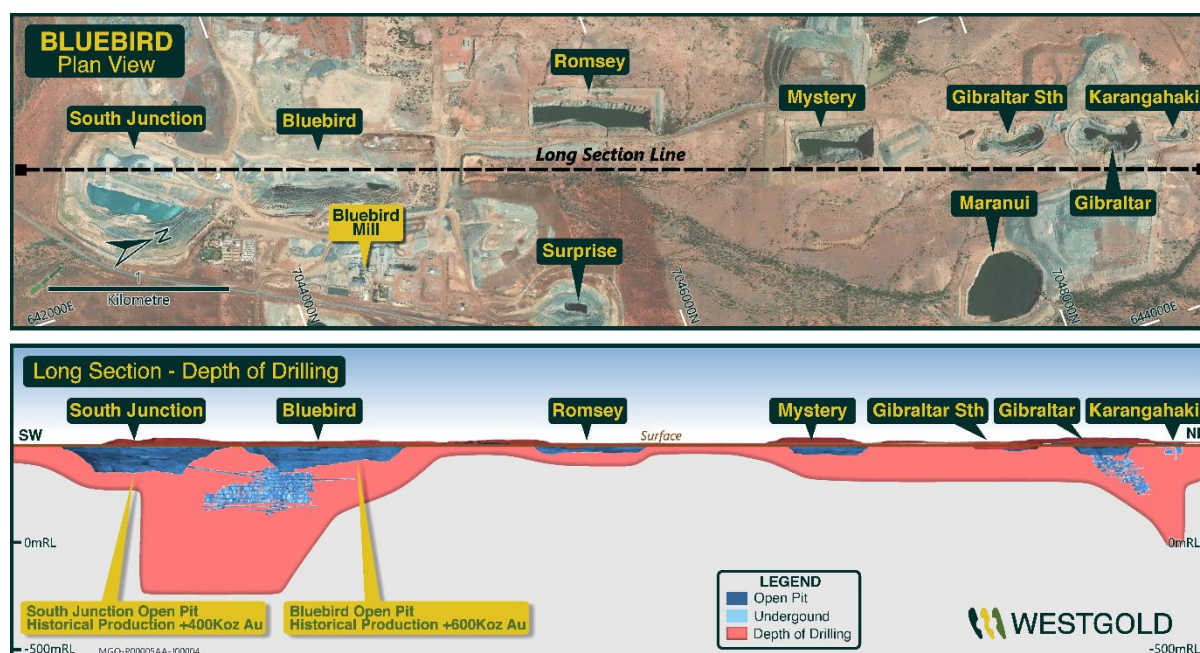 BLUEBIRD
Plan View
South Junction
Bluebird
Romsey
Mystery
Gibraltar Sth
Karangahaki
Long Section Line
Bluebird
Mill
Surprise
Maranui
Gibraltar
N
1
Kilometre
642000E
7044000N
7046000N
7048000N
644000E
Long Section - Depth of Drilling
South Junction
Bluebird
Romsey
Mystery
Gibraltar Sth
Gibraltar
Karangahaki
SW
Surface
NE
0mRL
0mRL
South Junction Open Pit
Historical Production +400Koz Au
Bluebird Open Pit
Historical Production +600Koz Au
LEGEND
Open Pit
Undergound
Depth of Drilling
WESTGOLD
-500mRL
-500mRL